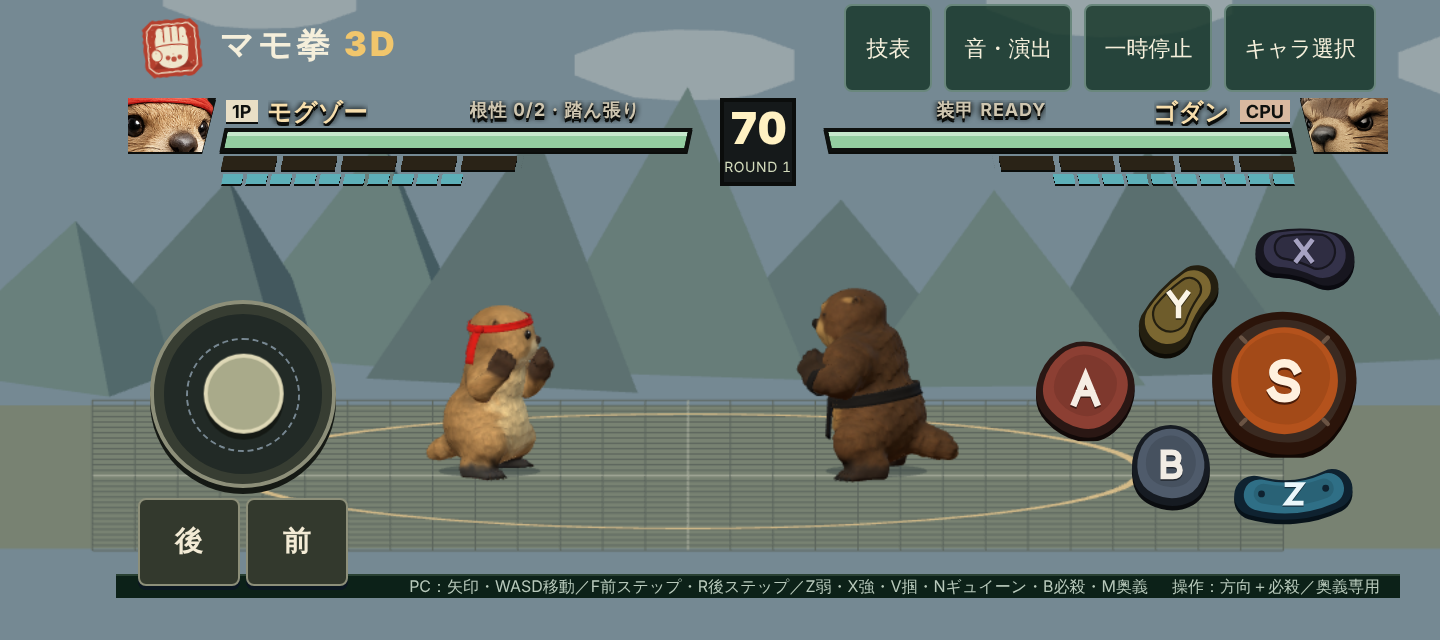 マモ拳 3D
技表
音・演出
一時停止
キャラ選択
1P モグゾー
根性 0/2・踏ん張り
70
ROUND 1
装甲 READY
ゴダン CPU
X
Y
A
S
B
Z
後
前
PC：矢印・WASD移動／F前ステップ・R後ステップ／Z弱・X強・V掴・Nギュイーン・B必殺・M奥義 操作：方向＋必殺／奥義専用